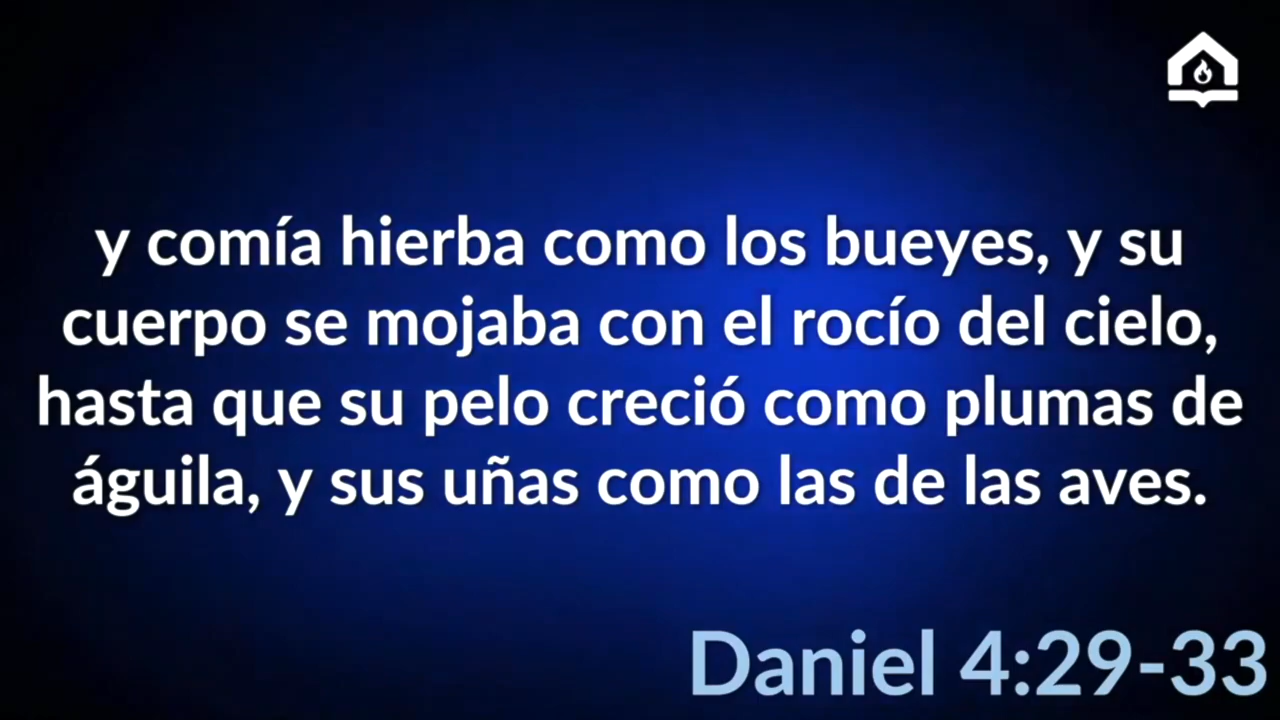 y comía hierba como los bueyes, y su
cuerpo se mojaba con el rocío del cielo,
hasta que su pelo creció como plumas de
águila, y sus uñas como las de las aves.
Daniel 4:29-33